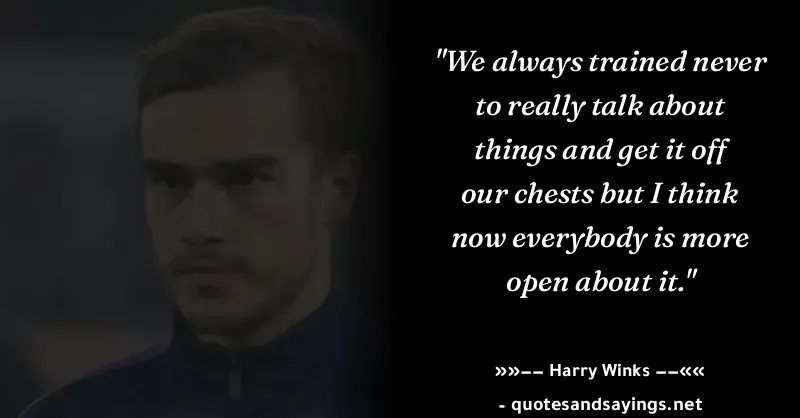 "We always trained never
to really talk about
things and get it off
our chests but I think
now everybody is more
open about it."
»»−− Harry Winks −−««
- quotesandsayings.net